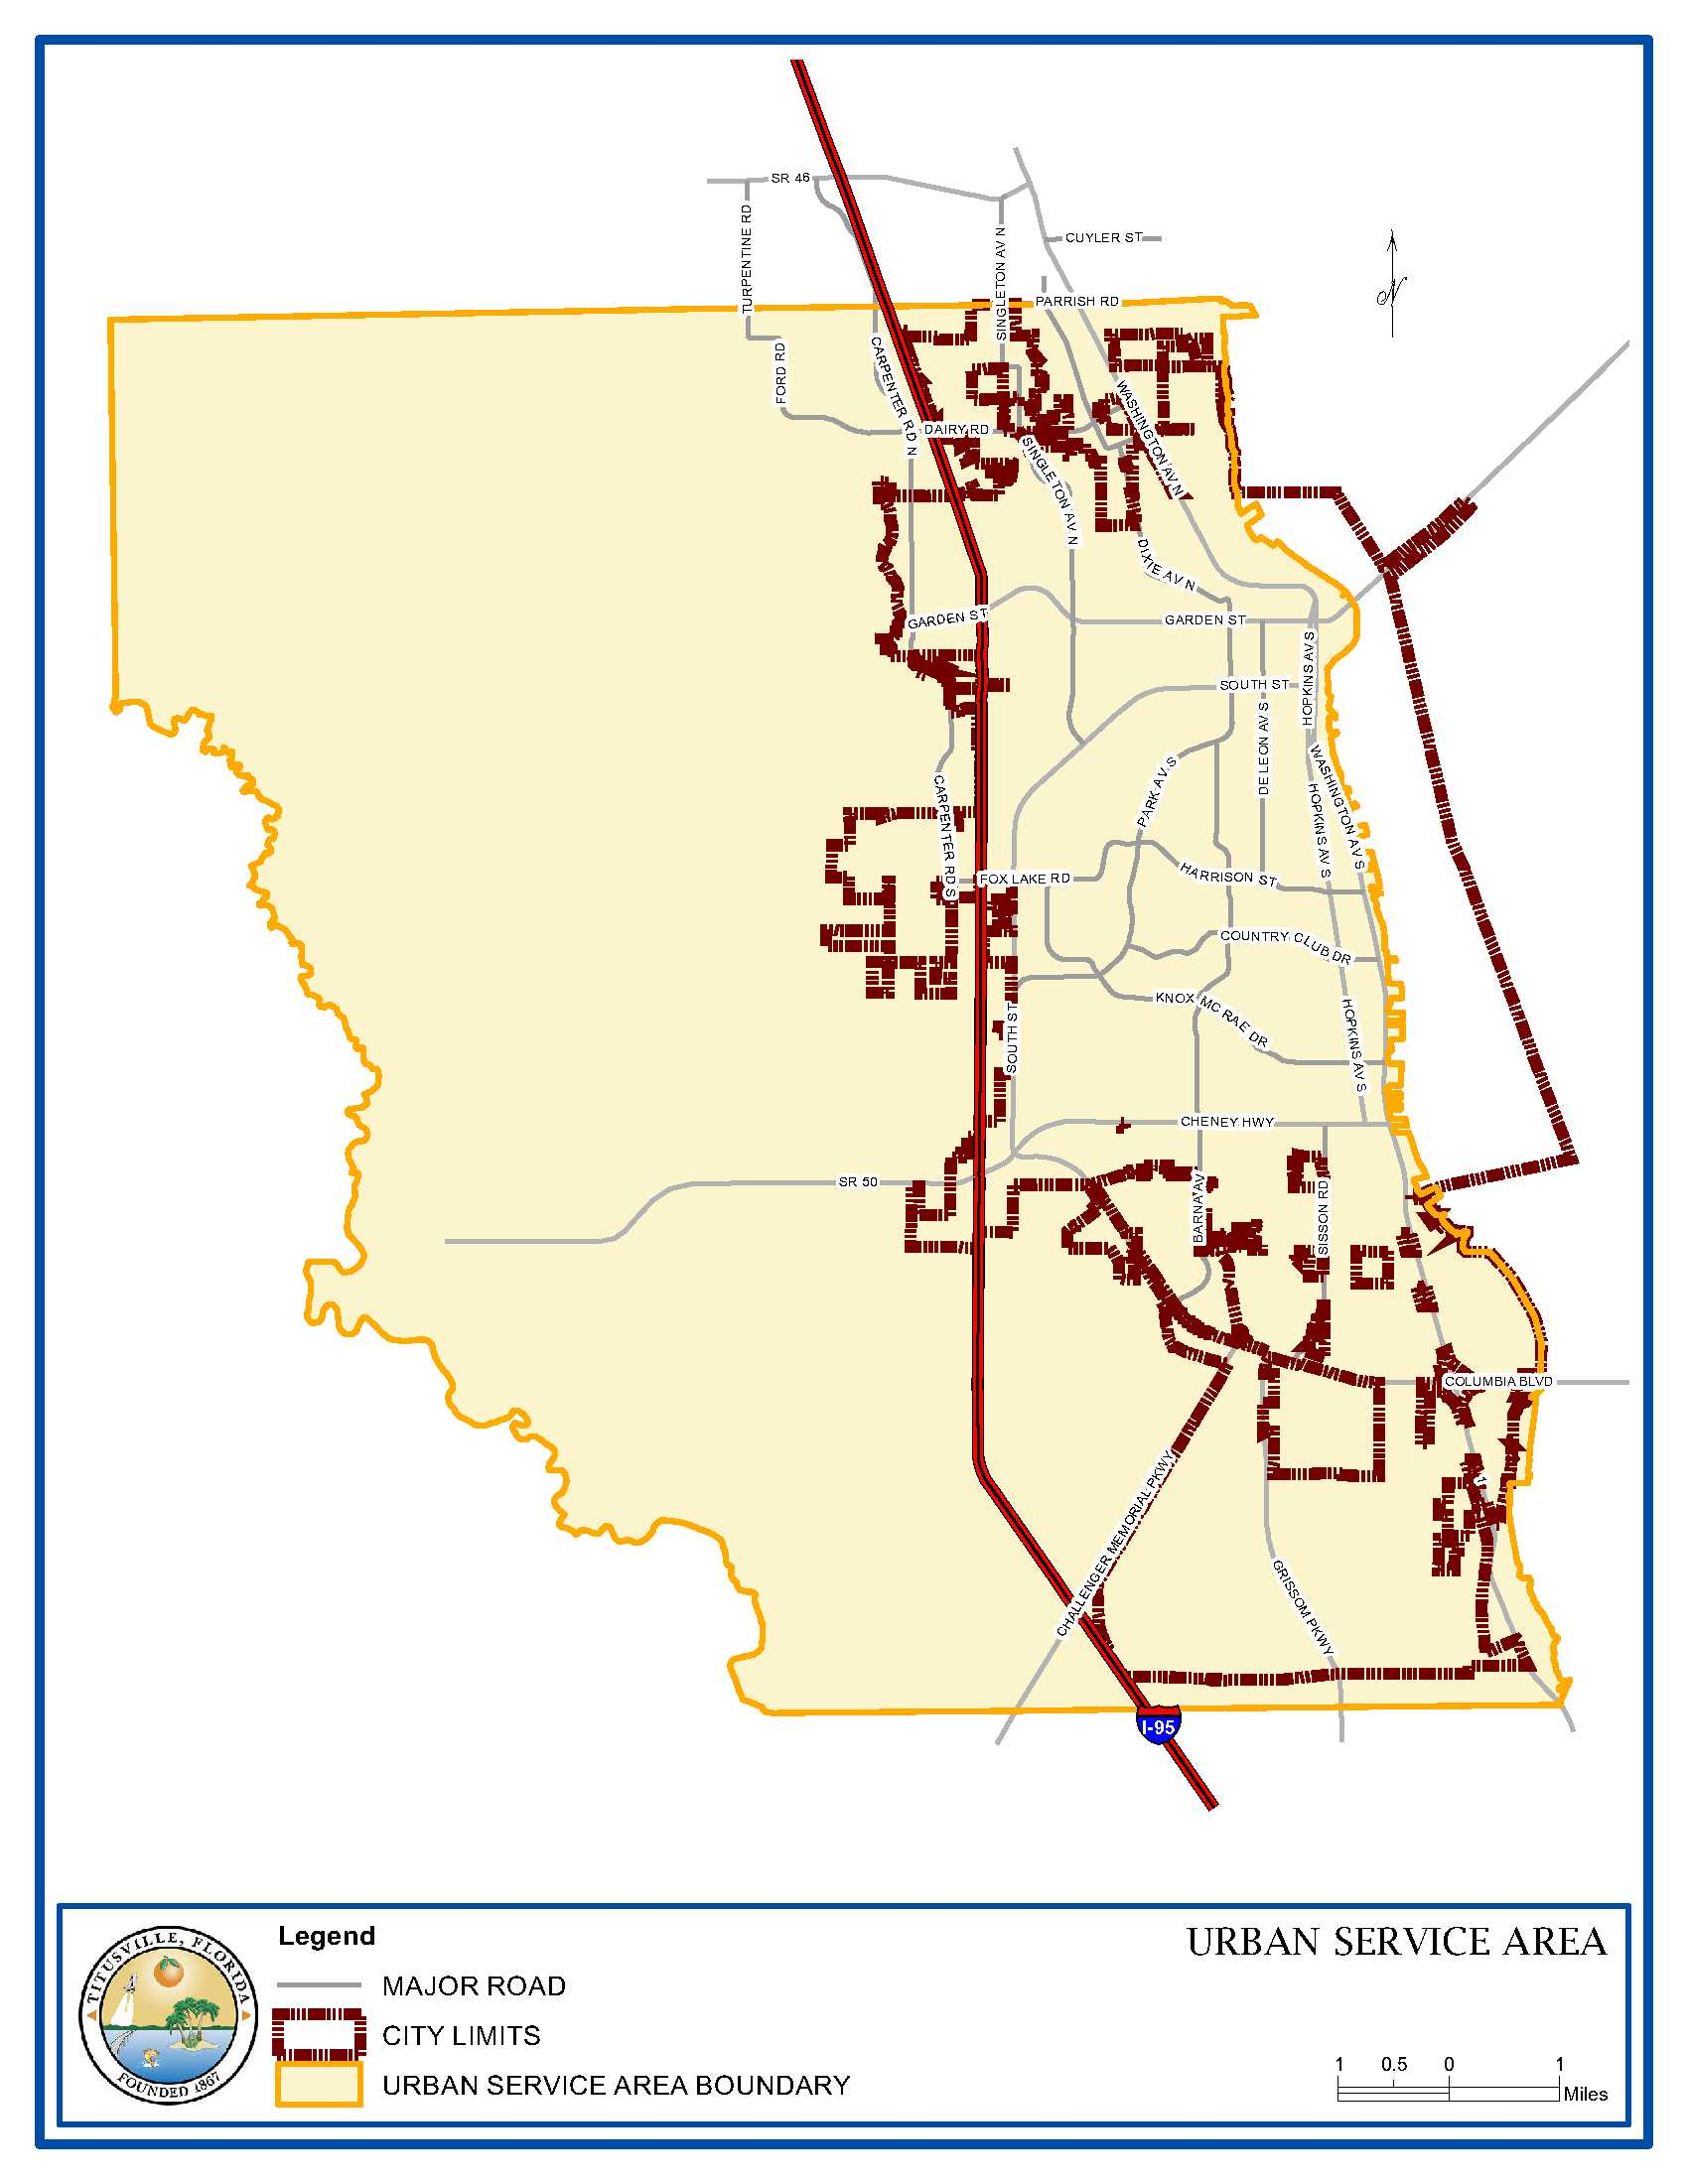 SR 46
TURPENTINE RD
SINGLETON AV N
CUYLER ST
PARRISH RD
FORD RD
CARPENTER RD N
DAIRY RD
WASHINGTON AV N
SINGLETON AV N
DIXIE AV N
GARDEN ST
GARDEN ST
HOPKINS AV S
SOUTH ST
DE LEON AV S
WASHINGTON AV S
PARK AV S
HOPKINS AV S
CARPENTER RD S
FOX LAKE RD
HARRISON ST
COUNTRY CLUB DR
KNOX MC RAE DR
SOUTH ST
HOPKINS AV S
CHENEY HWY
SR 50
BARNA AV
SISSON RD
COLUMBIA BLVD
1
CHALLENGER MEMORIAL PKWY
GRISSOM PKWY
N
I-95
TITUSVILLE, FLORIDA
FOUNDED 1867
Legend
MAJOR ROAD
CITY LIMITS
URBAN SERVICE AREA BOUNDARY
URBAN SERVICE AREA
1 0.5 0 1
Miles